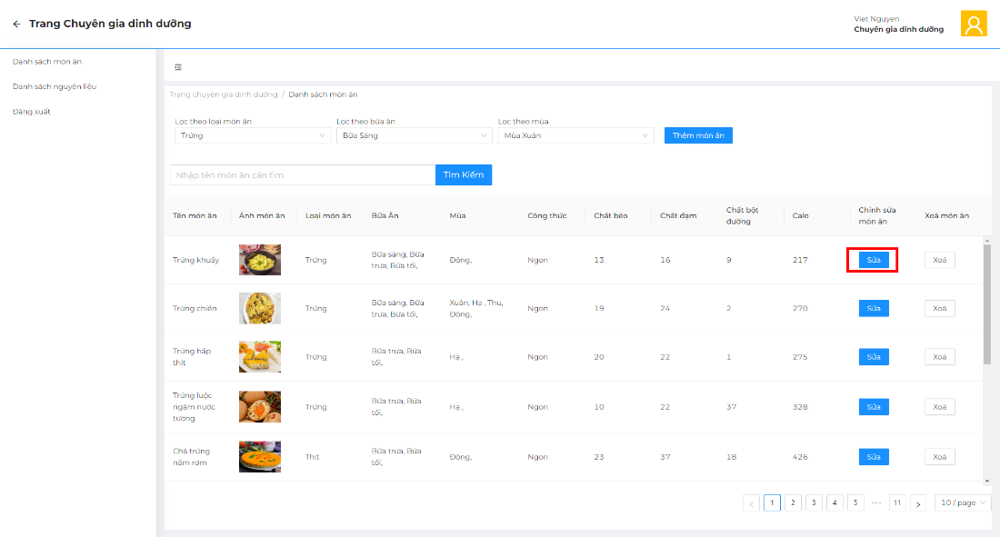 Trang Chuyên gia dinh dưỡng
Viet Nguyen
Chuyên gia dinh dưỡng
Danh sách món ăn
Danh sách nguyên liệu
Đăng xuất
Trang chuyên gia dinh dưỡng / Danh sách món ăn
Lọc theo loại món ăn
Lọc theo bữa ăn
Lọc theo mùa
Trứng
Bữa Sáng
Mùa Xuân
Thêm món ăn
Nhập tên món ăn cần tìm
Tìm Kiếm
Tên món ăn
Ảnh món ăn
Loại món ăn
Bữa Ăn
Mùa
Công thức
Chất béo
Chất đạm
Chất bột
đường
Calo
Chỉnh sửa
món ăn
Xoá món ăn
Trứng khuấy
Trứng
Bữa sáng, Bữa
trưa, Bữa tối,
Đông,
Ngon
13
16
9
217
Sửa
Xoá
Trứng chiên
Trứng
Bữa sáng, Bữa
trưa, Bữa tối,
Xuân, Hạ , Thu,
Đông,
Ngon
19
24
2
270
Sửa
Xoá
Trứng hấp
thịt
Trứng
Bữa trưa, Bữa
tối,
Hạ ,
Ngon
20
22
1
275
Sửa
Xoá
Trứng luộc
ngâm nước
tương
Trứng
Bữa trưa, Bữa
tối,
Hạ ,
Ngon
10
22
37
328
Sửa
Xoá
Chả trứng
nấm rơm
Thịt
Bữa trưa, Bữa
tối,
Đông,
Ngon
23
37
18
426
Sửa
Xoá
< 1 2 3 4 5 ••• 11 > 10 / page